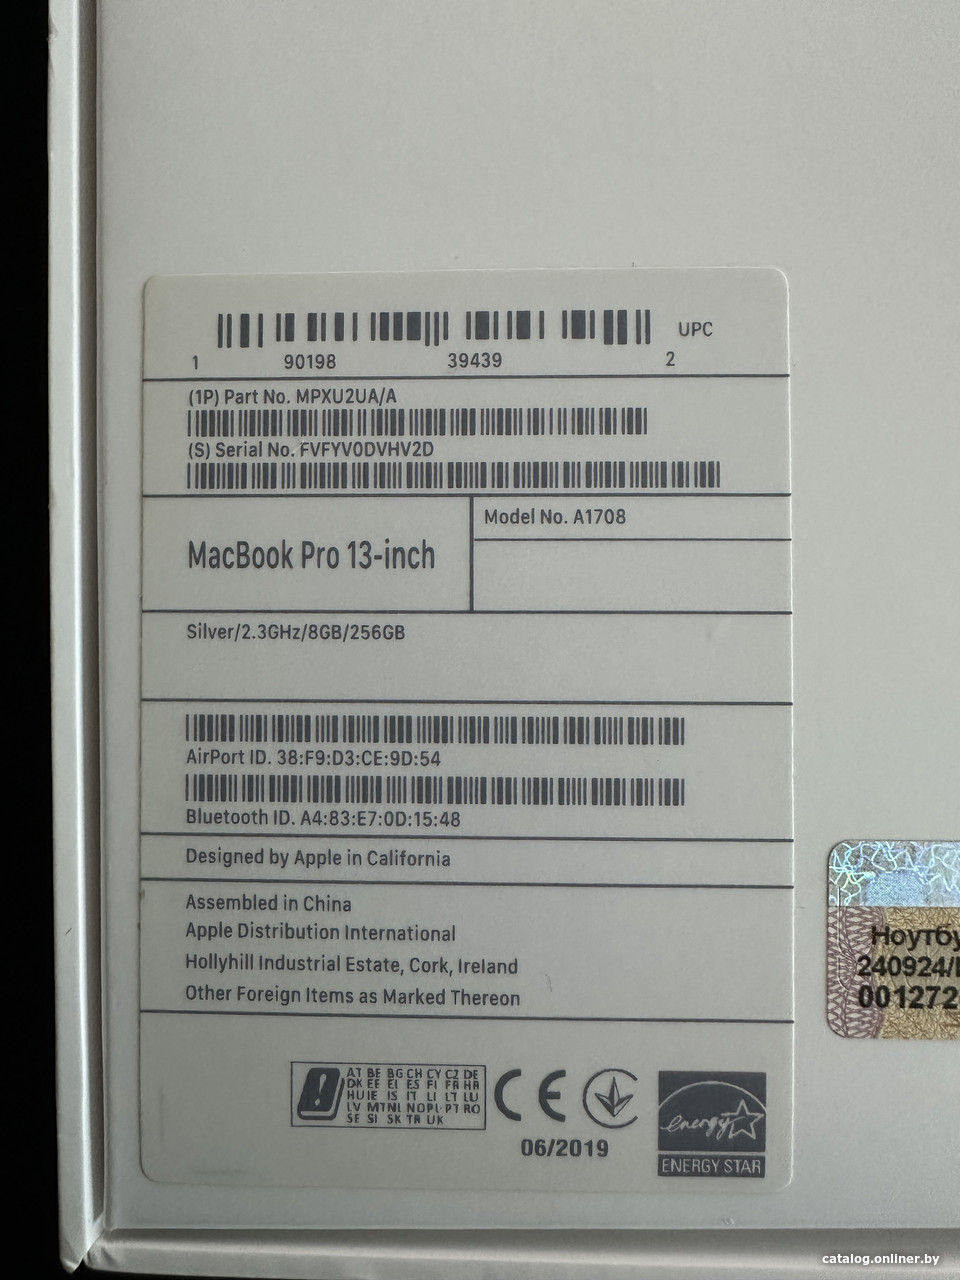 UPC
1 90198 39439 2
(1P) Part No. MPXU2UA/A
(S) Serial No. FVFYV0DVHV2D
MacBook Pro 13-inch
Model No. A1708
Silver/2.3GHz/8GB/256GB
AirPort ID. 38:F9:D3:CE:9D:54
Bluetooth ID. A4:83:E7:0D:15:48
Designed by Apple in California
Assembled in China
Apple Distribution International
Hollyhill Industrial Estate, Cork, Ireland
Other Foreign Items as Marked Thereon
AT BE BG CH CY CZ DE
DK EE EL ES FI FR HR
HU IE IS IT LI LT LU
LV MT NL NO PL PT RO
SE SI SK TR UK
CE
06/2019
energy
ENERGY STAR
Ноутбу
240924/
001272
catalog.onliner.by